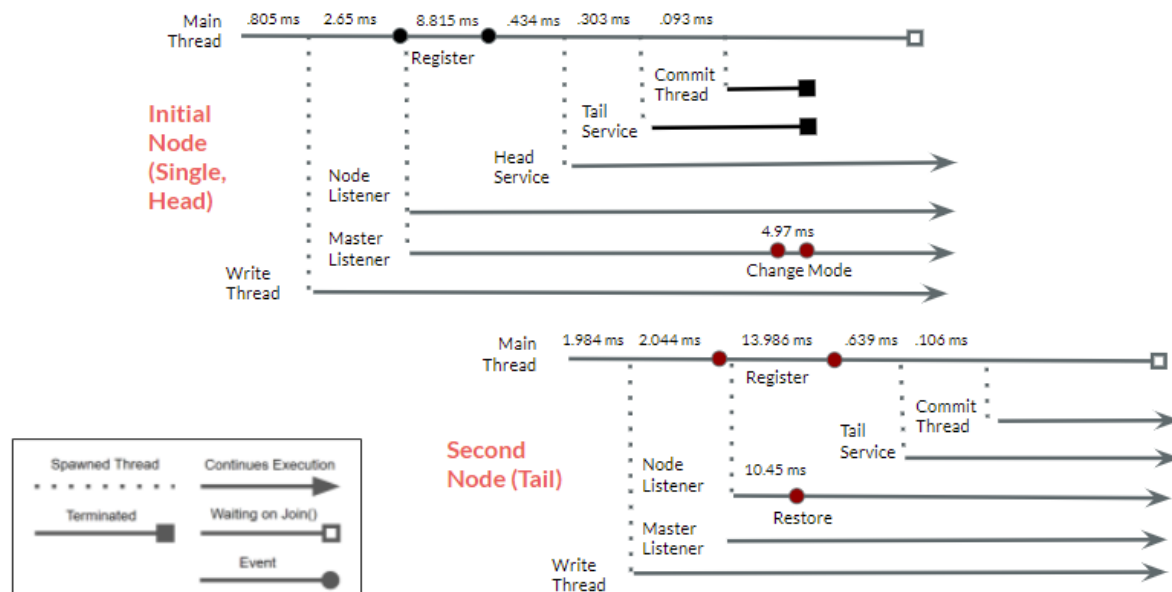 .805 ms 2.65 ms 8.815 ms .434 ms .303 ms .093 ms
Main
Thread
Register
Commit
Thread
Initial
Node
(Single,
Head)
Tail
Service
Head
Service
Node
Listener
4.97 ms
Master
Listener
Change Mode
Write
Thread
1.984 ms 2.044 ms 13.986 ms .639 ms .106 ms
Main
Thread
Register
Commit
Thread
Tail
Service
Second
Node (Tail)
Node
Listener
10.45 ms
Restore
Master
Listener
Write
Thread
Spawned Thread Continues Execution
Terminated Waiting on Join()
Event